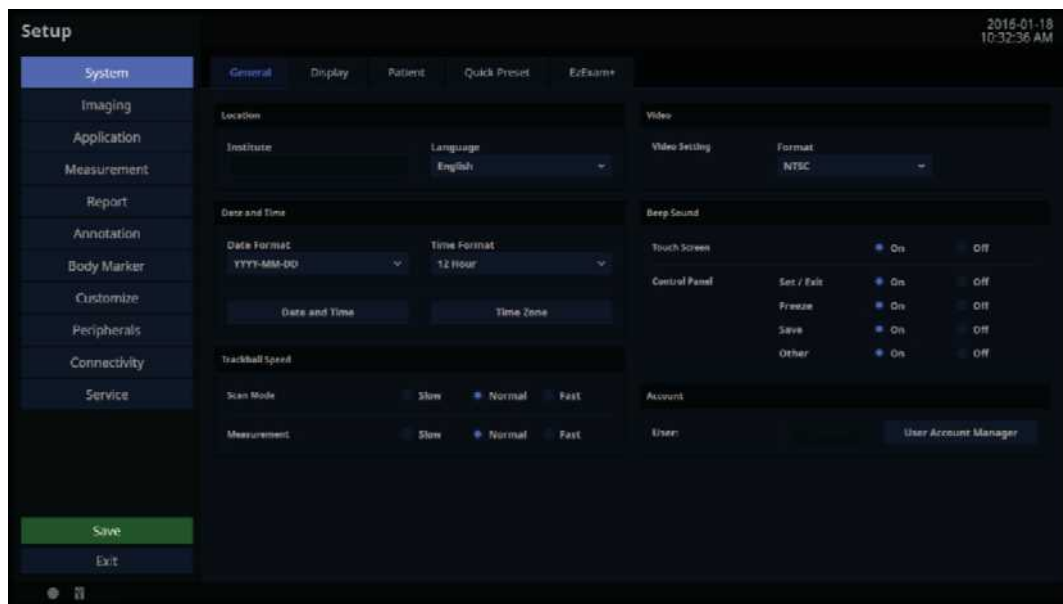 Setup
2016-01-18
10:32:36 AM
System
Imaging
Application
Measurement
Report
Annotation
Body Marker
Customize
Peripherals
Connectivity
Service
Save
Exit
General Display Patient Quick Preset EzExam+
Location
Institute Language
English
Date and Time
Date Format Time Format
YYYY-MM-DD 12 Hour
Date and Time Time Zone
Trackball Speed
Scan Mode Slow Normal Fast
Measurement Slow Normal Fast
Video
Video Setting Format
NTSC
Beep Sound
Touch Screen On Off
Control Panel Set / Exit On Off
Freeze On Off
Save On Off
Other On Off
Account
User: User Account Manager